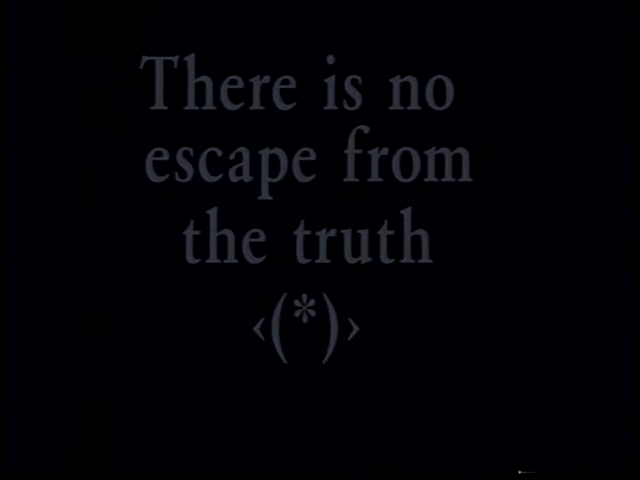 There is no
escape from
the truth
‹(*)›